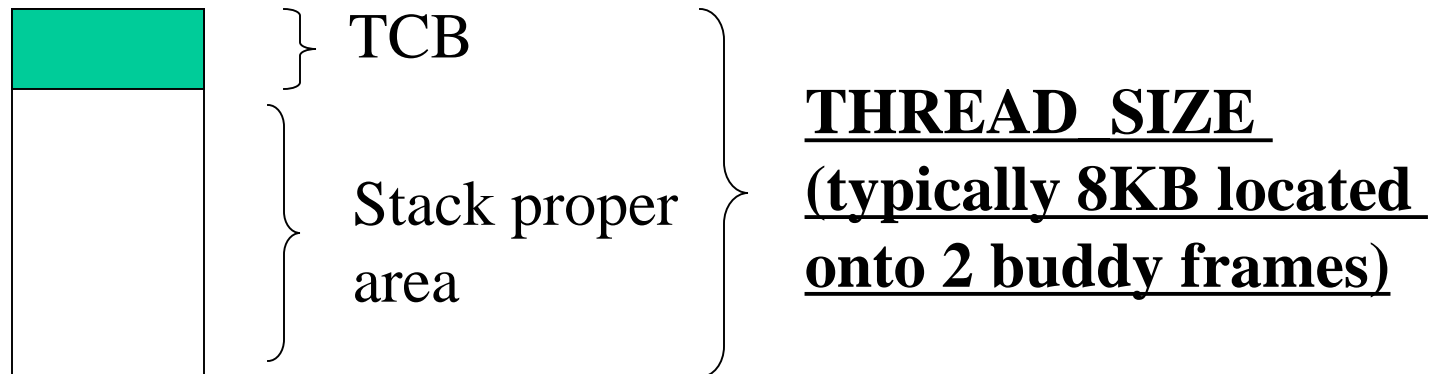 TCB
Stack proper
area
THREAD_SIZE
(typically 8KB located
onto 2 buddy frames)